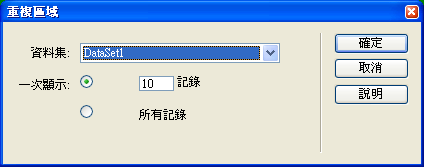 重複區域
資料集: DataSet1
確定
取消
一次顯示: 10 記錄
說明
所有記錄